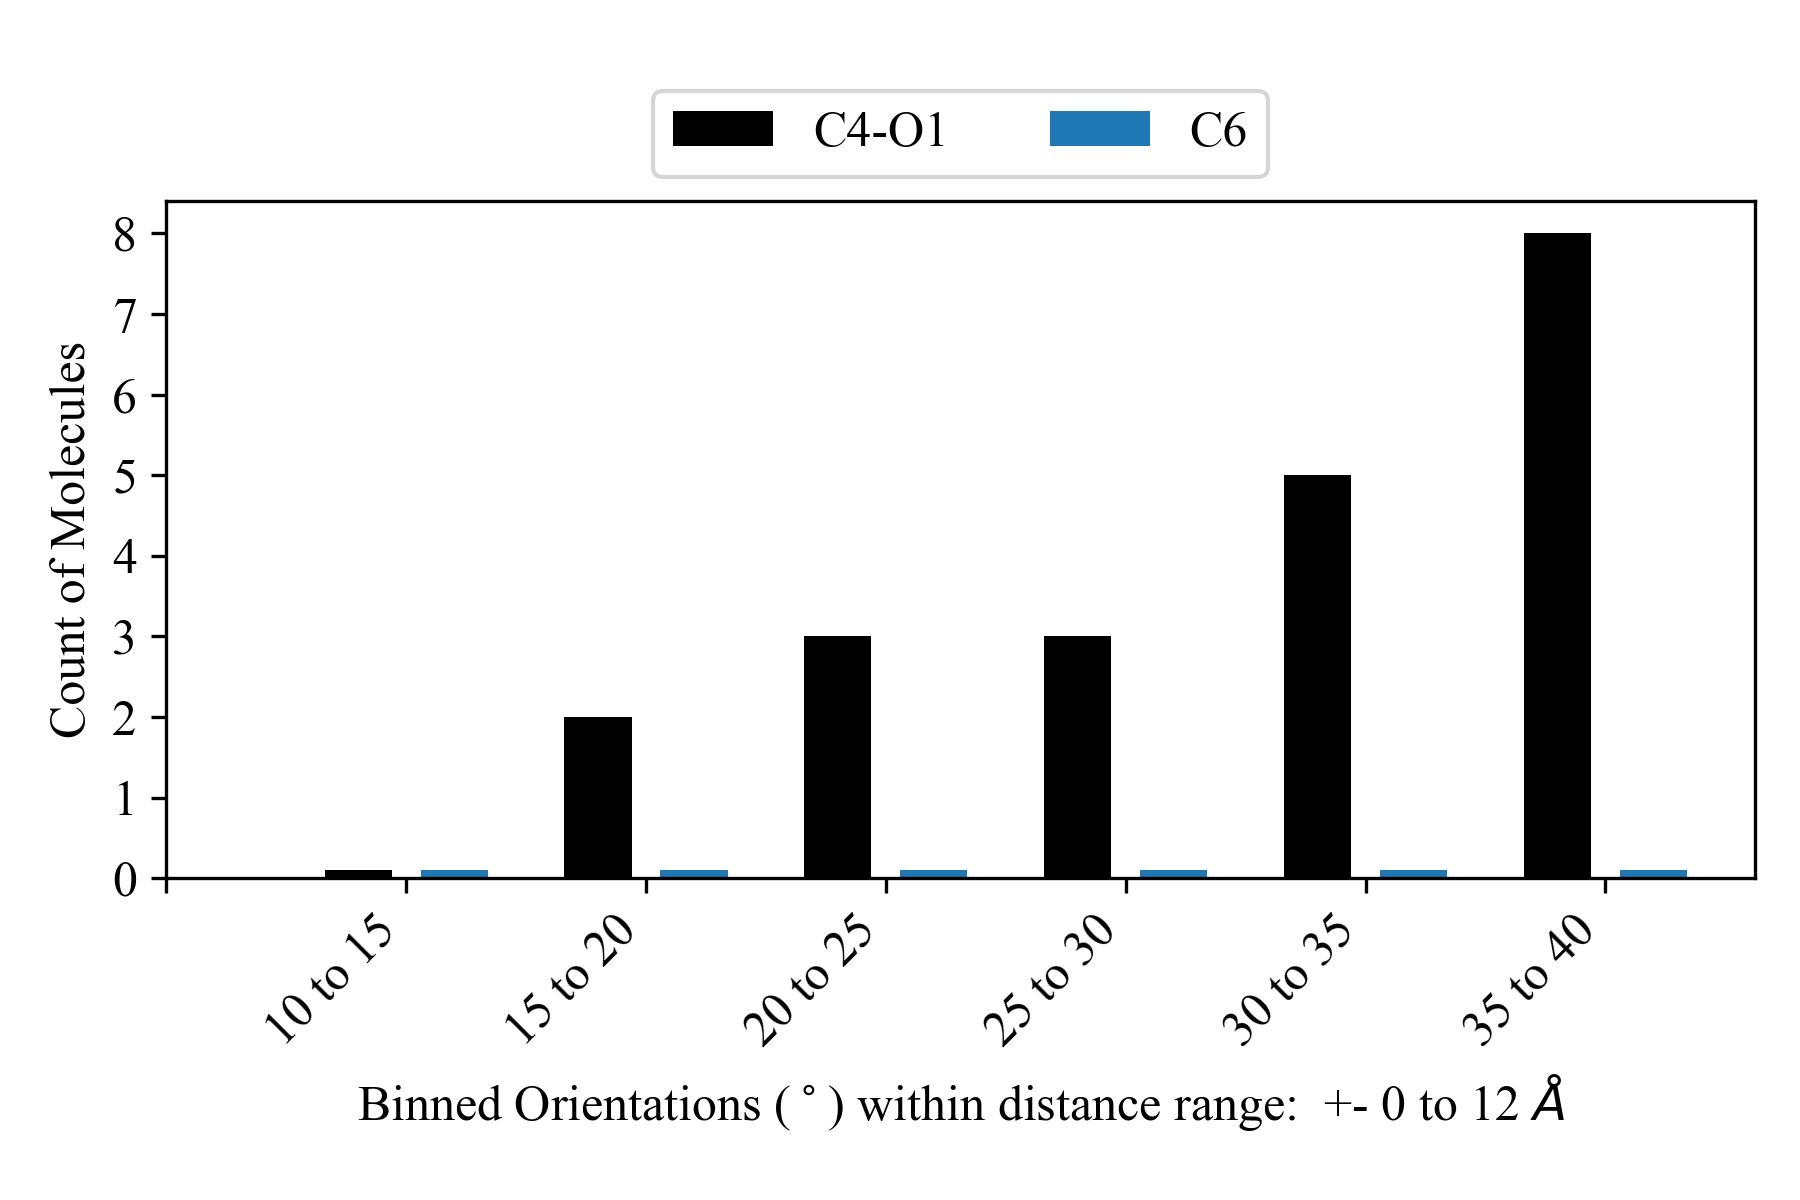 C4-O1 C6
8
7
6
5
4
3
2
1
0
Count of Molecules
10 to 15
15 to 20
20 to 25
25 to 30
30 to 35
35 to 40
Binned Orientations (°) within distance range: +- 0 to 12 Å